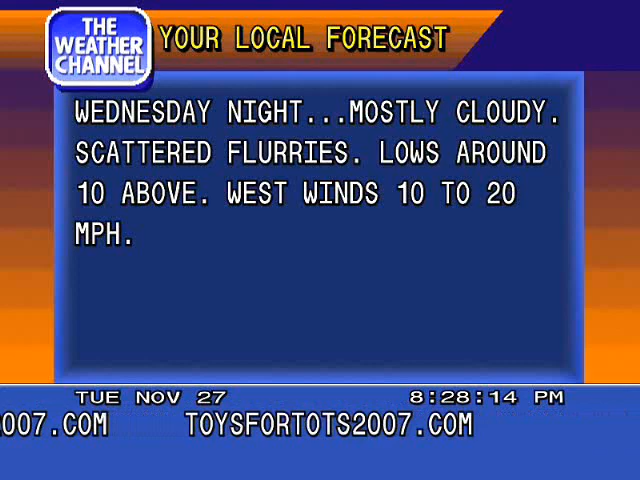 THE
WEATHER
CHANNEL
YOUR LOCAL FORECAST
WEDNESDAY NIGHT...MOSTLY CLOUDY.
SCATTERED FLURRIES. LOWS AROUND
10 ABOVE. WEST WINDS 10 TO 20
MPH.
TUE NOV 27 8:28:14 PM
007.COM TOYSFORTOTS2007.COM